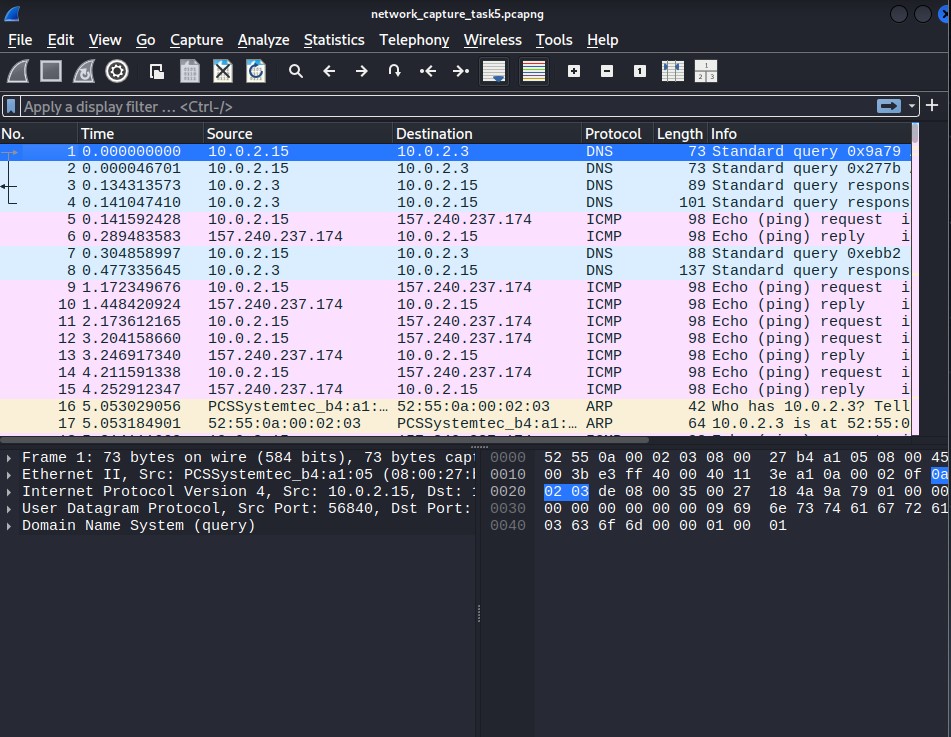 network_capture_task5.pcapng
File Edit View Go Capture Analyze Statistics Telephony Wireless Tools Help
Apply a display filter … <Ctrl-/>
No. Time Source Destination Protocol Length Info
1 0.000000000 10.0.2.15 10.0.2.3 DNS 73 Standard query 0x9a79
2 0.000046701 10.0.2.15 10.0.2.3 DNS 73 Standard query 0x277b
3 0.134313573 10.0.2.3 10.0.2.15 DNS 89 Standard query respons
4 0.141047410 10.0.2.3 10.0.2.15 DNS 101 Standard query respons
5 0.141592428 10.0.2.15 157.240.237.174 ICMP 98 Echo (ping) request i
6 0.289483583 157.240.237.174 10.0.2.15 ICMP 98 Echo (ping) reply i
7 0.304858997 10.0.2.15 10.0.2.3 DNS 88 Standard query 0xebb2
8 0.477335645 10.0.2.3 10.0.2.15 DNS 137 Standard query respons
9 1.172349676 10.0.2.15 157.240.237.174 ICMP 98 Echo (ping) request i
10 1.448420924 157.240.237.174 10.0.2.15 ICMP 98 Echo (ping) reply i
11 2.173612165 10.0.2.15 157.240.237.174 ICMP 98 Echo (ping) request i
12 3.204158660 10.0.2.15 157.240.237.174 ICMP 98 Echo (ping) request i
13 3.246917340 157.240.237.174 10.0.2.15 ICMP 98 Echo (ping) reply i
14 4.211591338 10.0.2.15 157.240.237.174 ICMP 98 Echo (ping) request i
15 4.252912347 157.240.237.174 10.0.2.15 ICMP 98 Echo (ping) reply i
16 5.053029056 PCSSystemtec_b4:a1:… 52:55:0a:00:02:03 ARP 42 Who has 10.0.2.3? Tell
17 5.053184901 52:55:0a:00:02:03 PCSSystemtec_b4:a1:… ARP 64 10.0.2.3 is at 52:55:0
Frame 1: 73 bytes on wire (584 bits), 73 bytes cap
Ethernet II, Src: PCSSystemtec_b4:a1:05 (08:00:27:
Internet Protocol Version 4, Src: 10.0.2.15, Dst:
User Datagram Protocol, Src Port: 56840, Dst Port:
Domain Name System (query)
0000 52 55 0a 00 02 03 08 00 27 b4 a1 05 08 00 45
0010 00 3b e3 ff 40 00 40 11 3e a1 0a 00 02 0f 0a
0020 02 03 de 08 00 35 00 27 18 4a 9a 79 01 00 00
0030 00 00 00 00 00 00 09 69 6e 73 74 61 67 72 61
0040 03 63 6f 6d 00 00 01 00 01